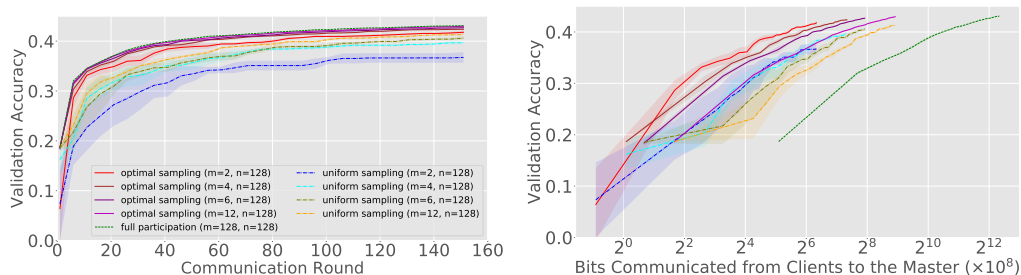 Validation Accuracy
0.4
0.3
0.2
0.1
0.0
0
20
40
60
80
100
120
140
160
Communication Round
optimal sampling (m=2, n=128)
optimal sampling (m=4, n=128)
optimal sampling (m=6, n=128)
optimal sampling (m=12, n=128)
full participation (m=128, n=128)
uniform sampling (m=2, n=128)
uniform sampling (m=4, n=128)
uniform sampling (m=6, n=128)
uniform sampling (m=12, n=128)
Validation Accuracy
0.4
0.3
0.2
0.1
0.0
2^0
2^2
2^4
2^6
2^8
2^10
2^12
Bits Communicated from Clients to the Master (×10^8)